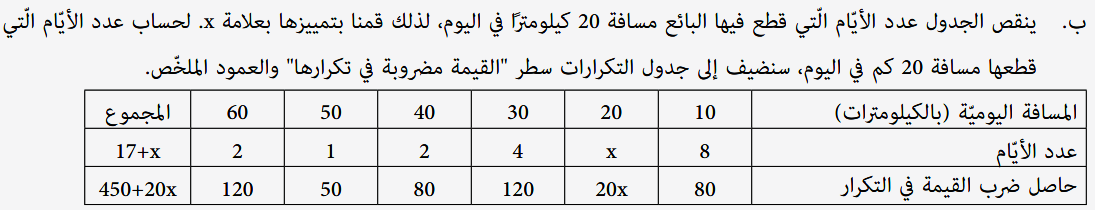 ب. ينقص الجدول عدد الأيّام الّتي قطع فيها البائع مسافة 20 كيلومترًا في اليوم، لذلك قمنا بتمييزها بعلامة x. لحساب عدد الأيّام الّتي
قطعها مسافة 20 كم في اليوم، سنضيف إلى جدول التكرارات سطر "القيمة مضروبة في تكرارها" والعمود الملخّص.
المسافة اليوميّة (بالكيلومترات) 10 20 30 40 50 60 المجموع
عدد الأيّام 8 x 4 2 1 2 17+x
حاصل ضرب القيمة في التكرار 80 20x 120 80 50 120 450+20x